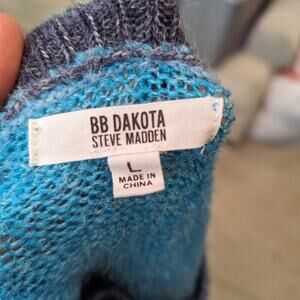 BB DAKOTA
STEVE MADDEN
L
MADE IN
CHINA